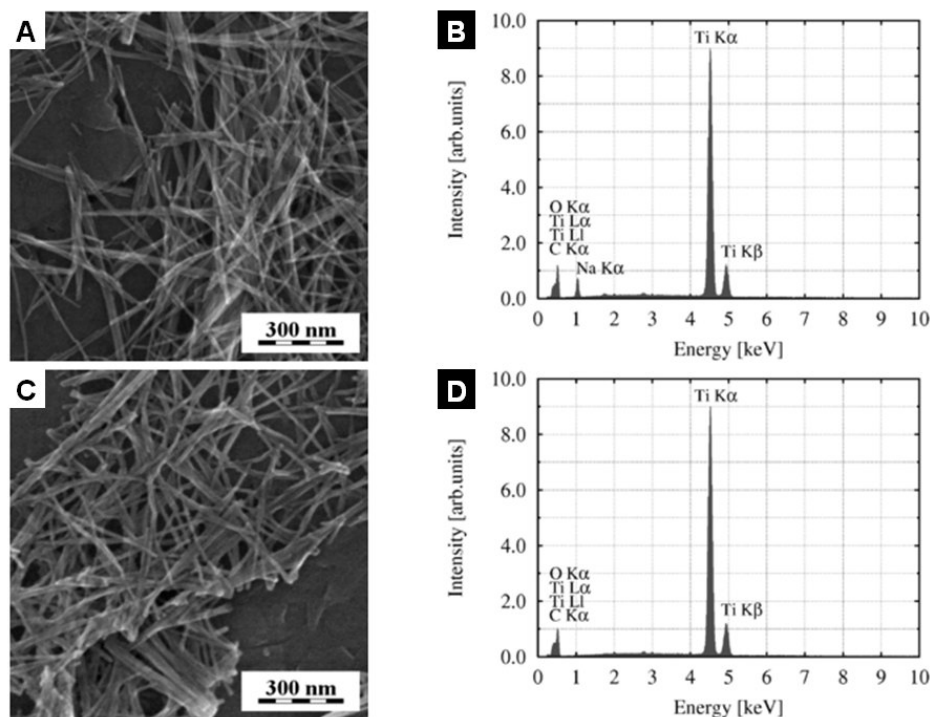 A
300 nm
B
Intensity [arb.units]
10.0
8.0
6.0
4.0
2.0
0.0
Ti Kα
O Kα
Ti Lα
Ti Ll
C Kα
Na Kα
Ti Kβ
0 1 2 3 4 5 6 7 8 9 10
Energy [keV]
C
300 nm
D
Intensity [arb.units]
10.0
8.0
6.0
4.0
2.0
0.0
Ti Kα
O Kα
Ti Lα
Ti Ll
C Kα
Ti Kβ
0 1 2 3 4 5 6 7 8 9 10
Energy [keV]